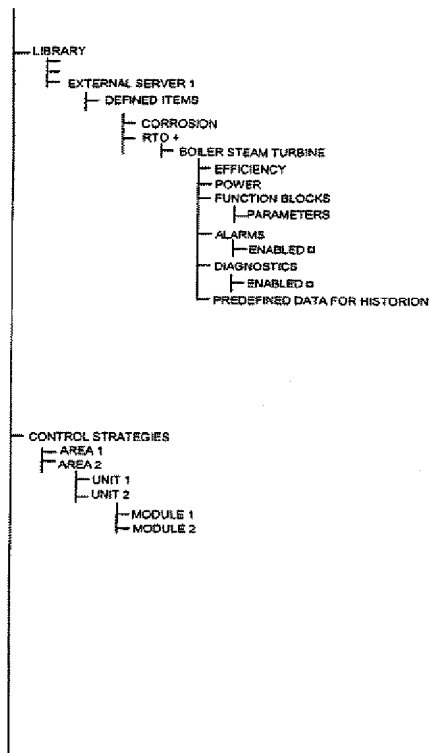 LIBRARY
EXTERNAL SERVER 1
DEFINED ITEMS
CORROSION
RTO +
BOILER STEAM TURBINE
EFFICIENCY
POWER
FUNCTION BLOCKS
PARAMETERS
ALARMS
ENABLED □
DIAGNOSTICS
ENABLED □
PREDEFINED DATA FOR HISTORION
CONTROL STRATEGIES
AREA 1
AREA 2
UNIT 1
UNIT 2
MODULE 1
MODULE 2